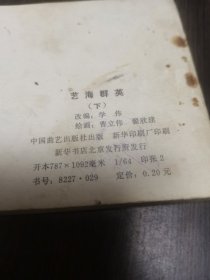 艺海群英
(下)
改编:李伟
绘画:曹立伟 秦欣建
中国曲艺出版社出版 新华印刷厂印刷
新华书店北京发行所发行
开本787×1092毫米 1/64 印张2
书号:8227·029 定价:0.20元